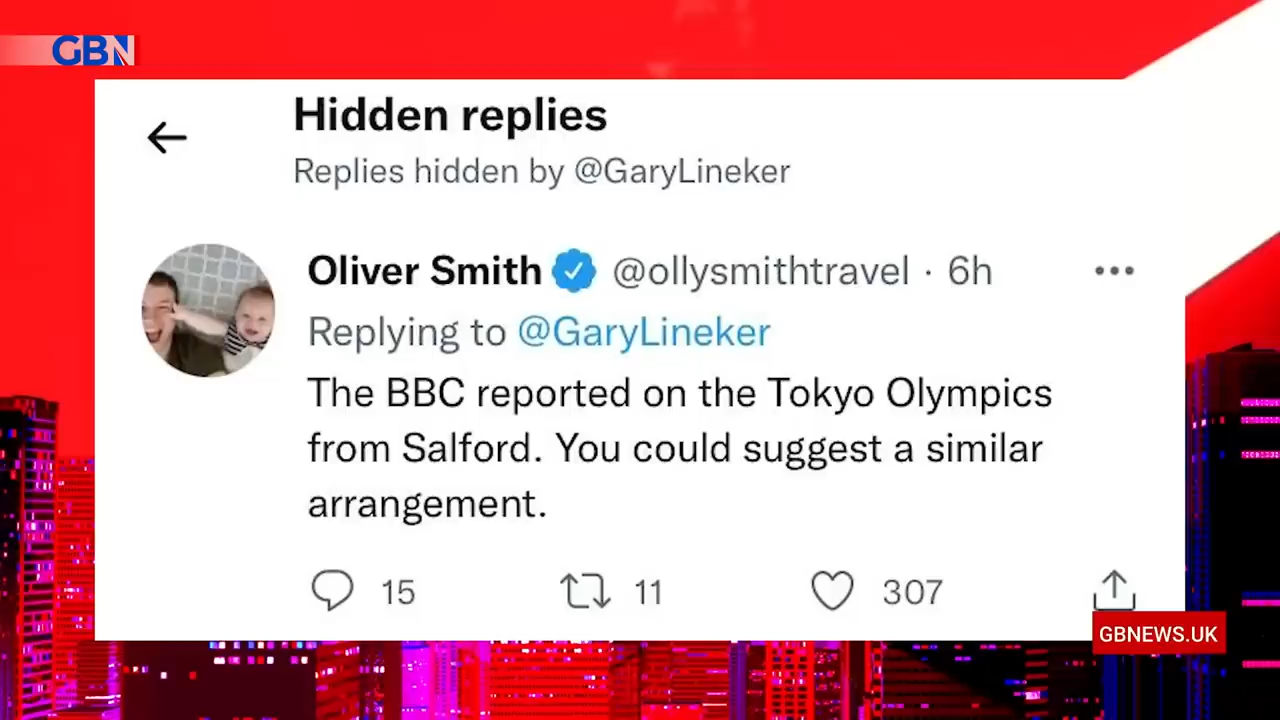 GBN
Hidden replies
Replies hidden by @GaryLineker
Oliver Smith @ollysmithtravel · 6h
Replying to @GaryLineker
The BBC reported on the Tokyo Olympics
from Salford. You could suggest a similar
arrangement.
15 11 307
GBNEWS.UK